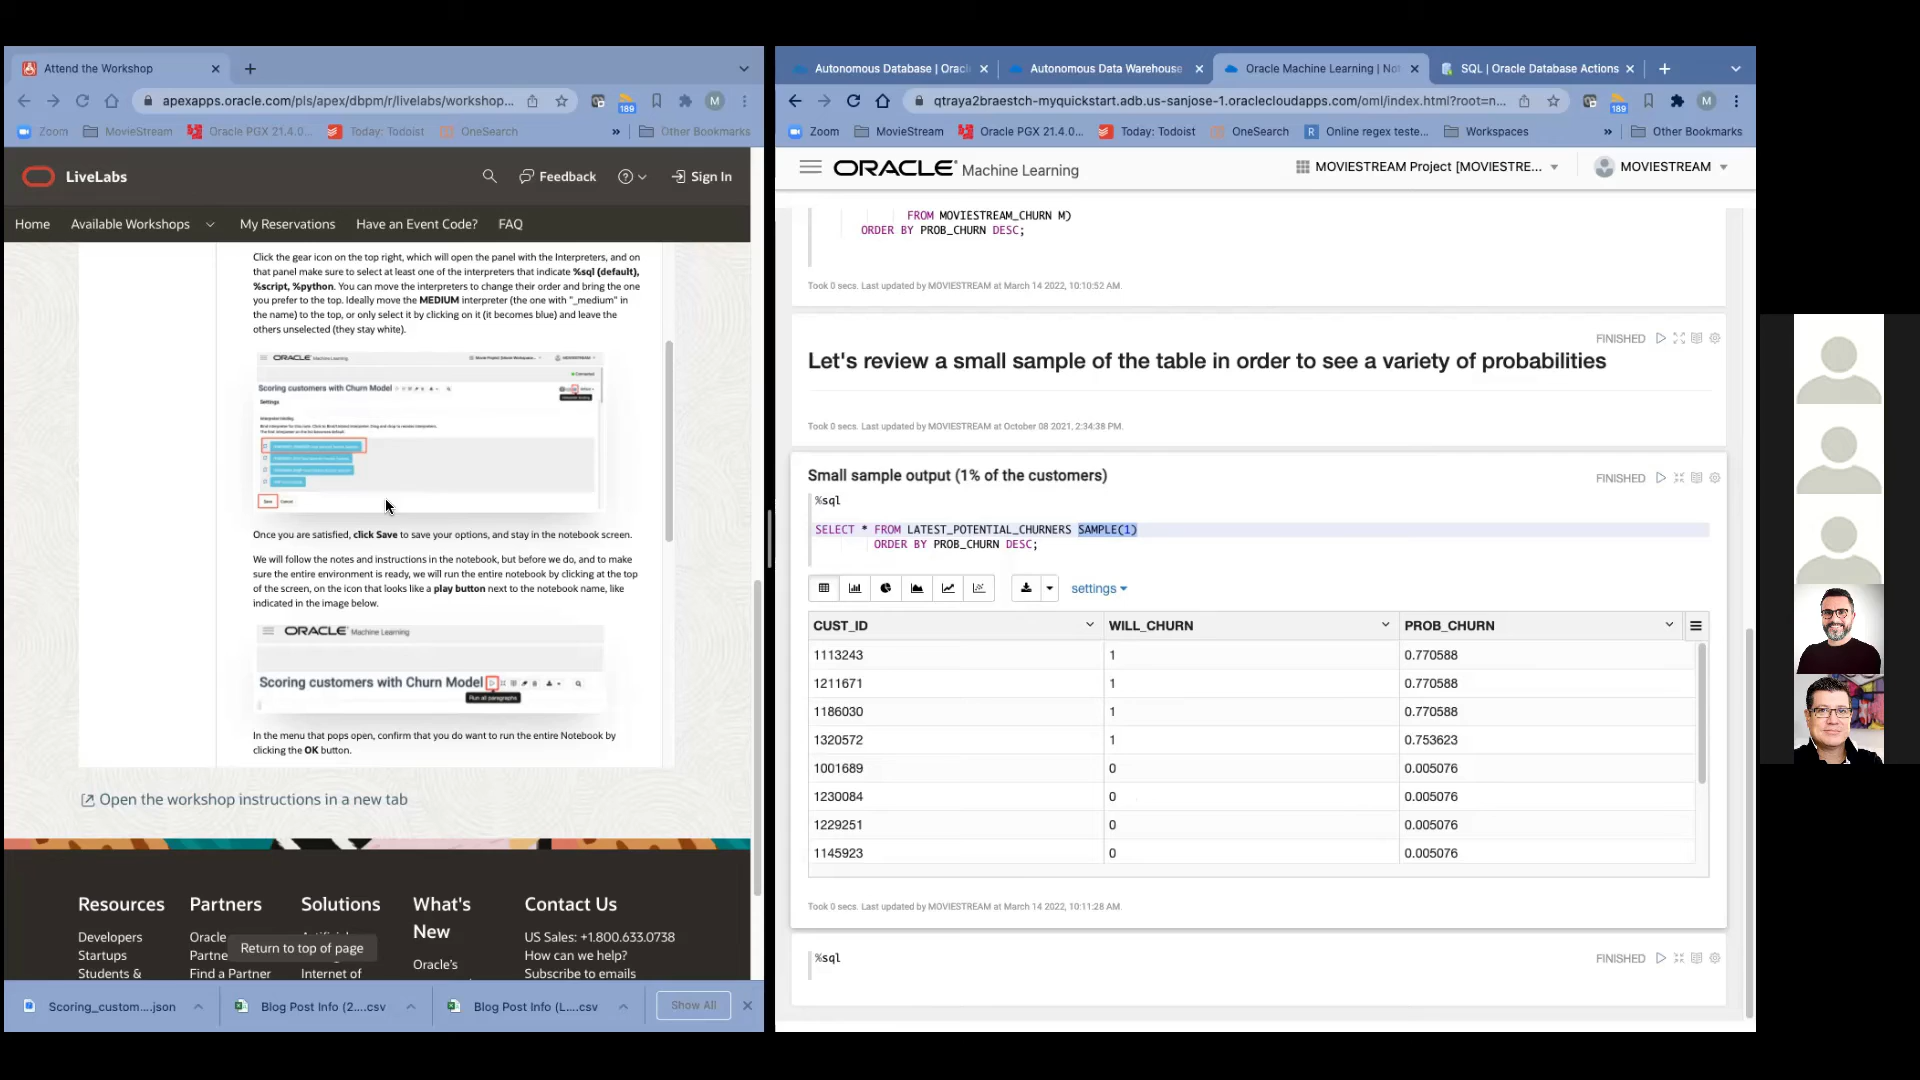 Attend the Workshop
apexapps.oracle.com/pls/apex/dbpm/r/livelabs/workshop...
189
M
Zoom
MovieStream
Oracle PGX 21.4.0...
Today: Todoist
OneSearch
»
Other Bookmarks
LiveLabs
Feedback
Sign In
Home
Available Workshops
My Reservations
Have an Event Code?
FAQ
Click the gear icon on the top right, which will open the panel with the Interpreters, and on
that panel make sure to select at least one of the interpreters that indicate %sql (default),
%script, %python. You can move the interpreters to change their order and bring the one
you prefer to the top. Ideally move the MEDIUM interpreter (the one with "_medium" in
the name) to the top, or only select it by clicking on it (it becomes blue) and leave the
others unselected (they stay white).
ORACLE Machine Learning
Scoring customers with Churn Model
Settings
Save
Cancel
Once you are satisfied, click Save to save your options, and stay in the notebook screen.
We will follow the notes and instructions in the notebook, but before we do, and to make
sure the entire environment is ready, we will run the entire notebook by clicking at the top
of the screen, on the icon that looks like a play button next to the notebook name, like
indicated in the image below.
ORACLE Machine Learning
Scoring customers with Churn Model
Run all paragraphs
In the menu that pops open, confirm that you do want to run the entire Notebook by
clicking the OK button.
Open the workshop instructions in a new tab
Resources
Developers
Startups
Students &
Partners
Oracle
Partne
Find a Partner
Solutions
Internet of
What's
New
Oracle's
Contact Us
US Sales: +1.800.633.0738
How can we help?
Subscribe to emails
Return to top of page
Scoring_custom....json
Blog Post Info (2....csv
Blog Post Info (L....csv
Show All
Autonomous Database | Oracl
Autonomous Data Warehouse
Oracle Machine Learning | Not
SQL | Oracle Database Actions
qtraya2braestch-myquickstart.adb.us-sanjose-1.oraclecloudapps.com/oml/index.html?root=n...
189
M
Zoom
MovieStream
Oracle PGX 21.4.0...
Today: Todoist
OneSearch
R
Online regex teste...
Workspaces
»
Other Bookmarks
ORACLE Machine Learning
MOVIESTREAM Project [MOVIESTRE...
MOVIESTREAM
FROM MOVIESTREAM_CHURN M)
ORDER BY PROB_CHURN DESC;
Took 0 secs. Last updated by MOVIESTREAM at March 14 2022, 10:10:52 AM.
FINISHED
Let's review a small sample of the table in order to see a variety of probabilities
Took 0 secs. Last updated by MOVIESTREAM at October 08 2021, 2:34:38 PM.
Small sample output (1% of the customers)
FINISHED
%sql
SELECT * FROM LATEST_POTENTIAL_CHURNERS SAMPLE(1)
ORDER BY PROB_CHURN DESC;
settings
CUST_ID WILL_CHURN PROB_CHURN
1113243 1 0.770588
1211671 1 0.770588
1186030 1 0.770588
1320572 1 0.753623
1001689 0 0.005076
1230084 0 0.005076
1229251 0 0.005076
1145923 0 0.005076
Took 0 secs. Last updated by MOVIESTREAM at March 14 2022, 10:11:28 AM.
%sql
FINISHED